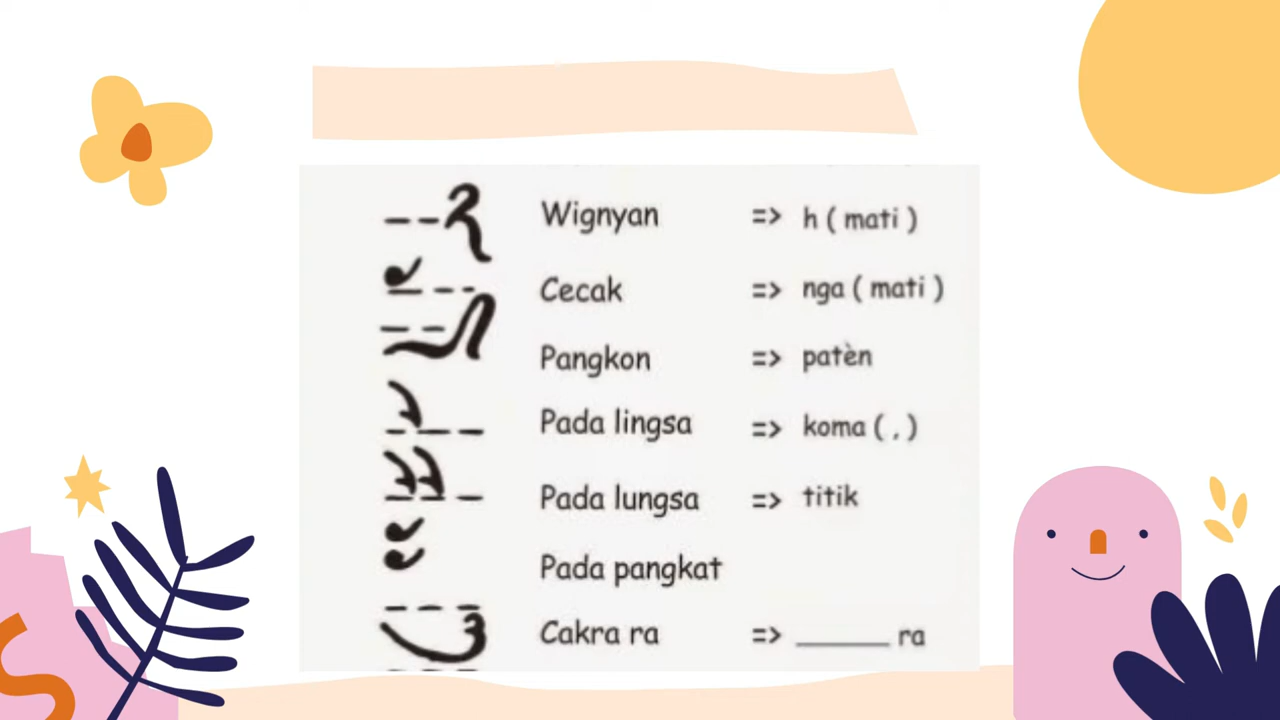 Wignyan => h ( mati )
Cecak => nga ( mati )
Pangkon => patèn
Pada lingsa => koma ( , )
Pada lungsa => titik
Pada pangkat
Cakra ra => ______ ra
S